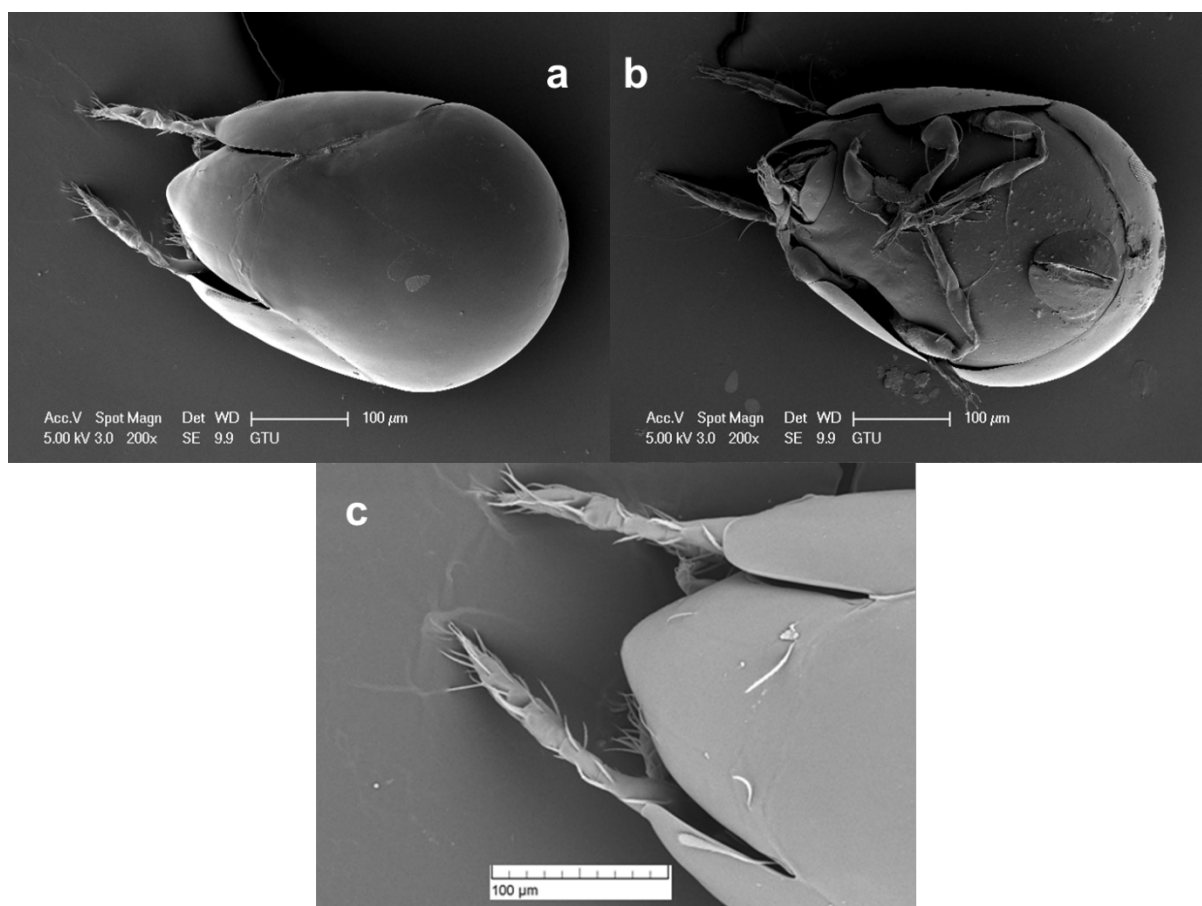 a
b
Acc.V Spot Magn Det WD 100 µm
5.00 kV 3.0 200x SE 9.9 GTU
Acc.V Spot Magn Det WD 100 µm
5.00 kV 3.0 200x SE 9.9 GTU
c
100 µm